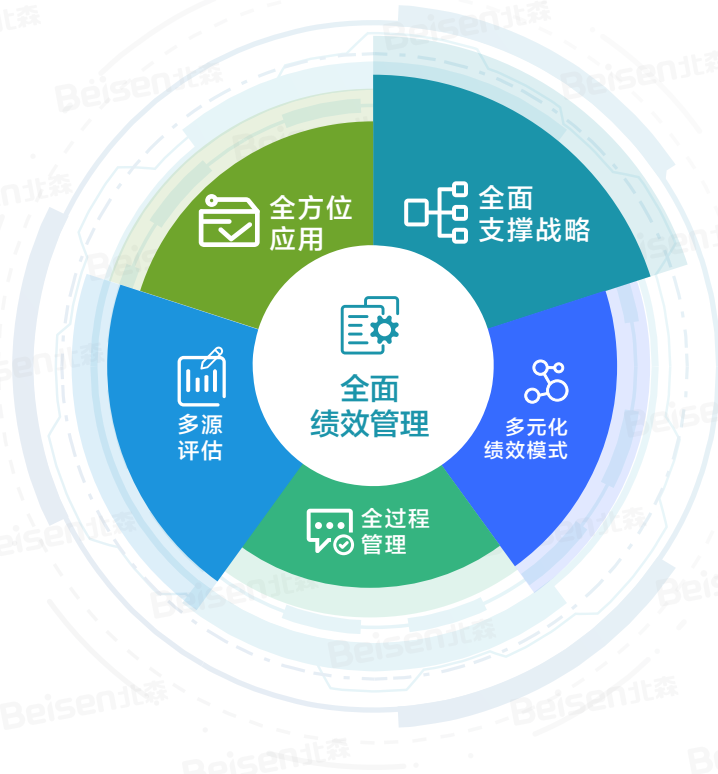 全面
支撑战略
全方位
应用
全面
绩效管理
多源
评估
多元化
绩效模式
全过程
管理
Beisen北森